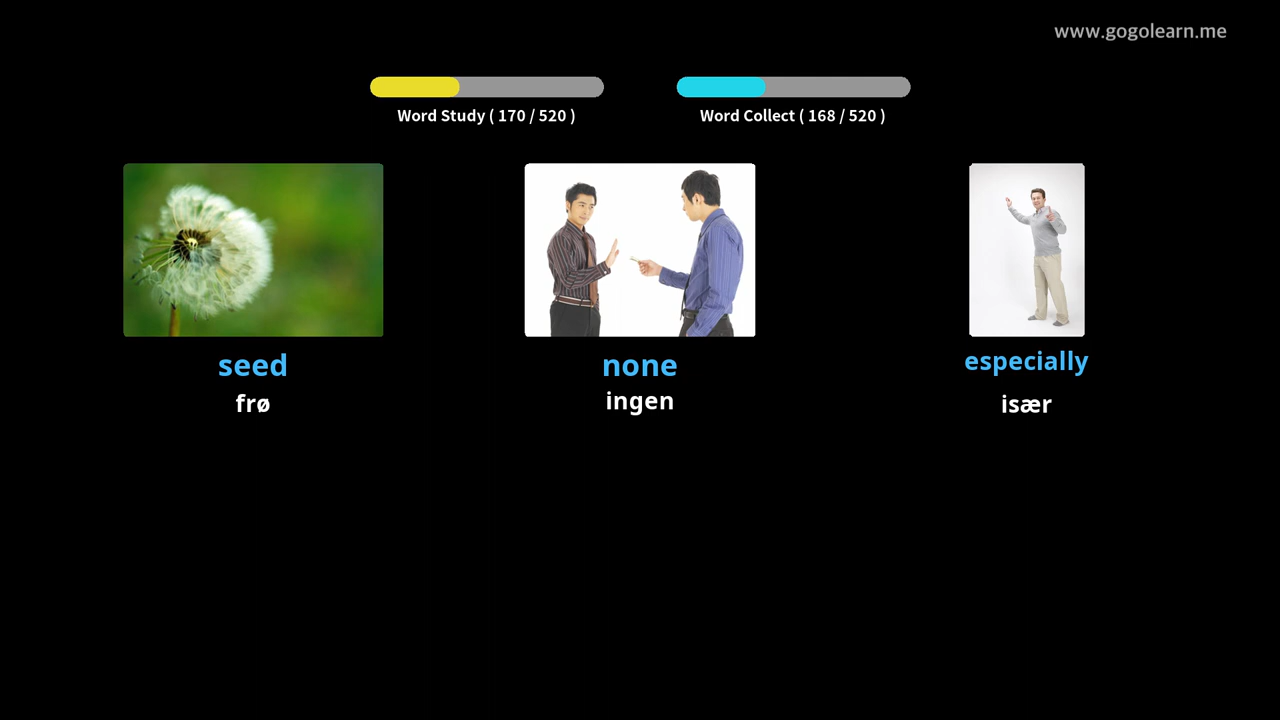 www.gogolearn.me
Word Study ( 170 / 520 )
Word Collect ( 168 / 520 )
seed
frø
none
ingen
especially
især